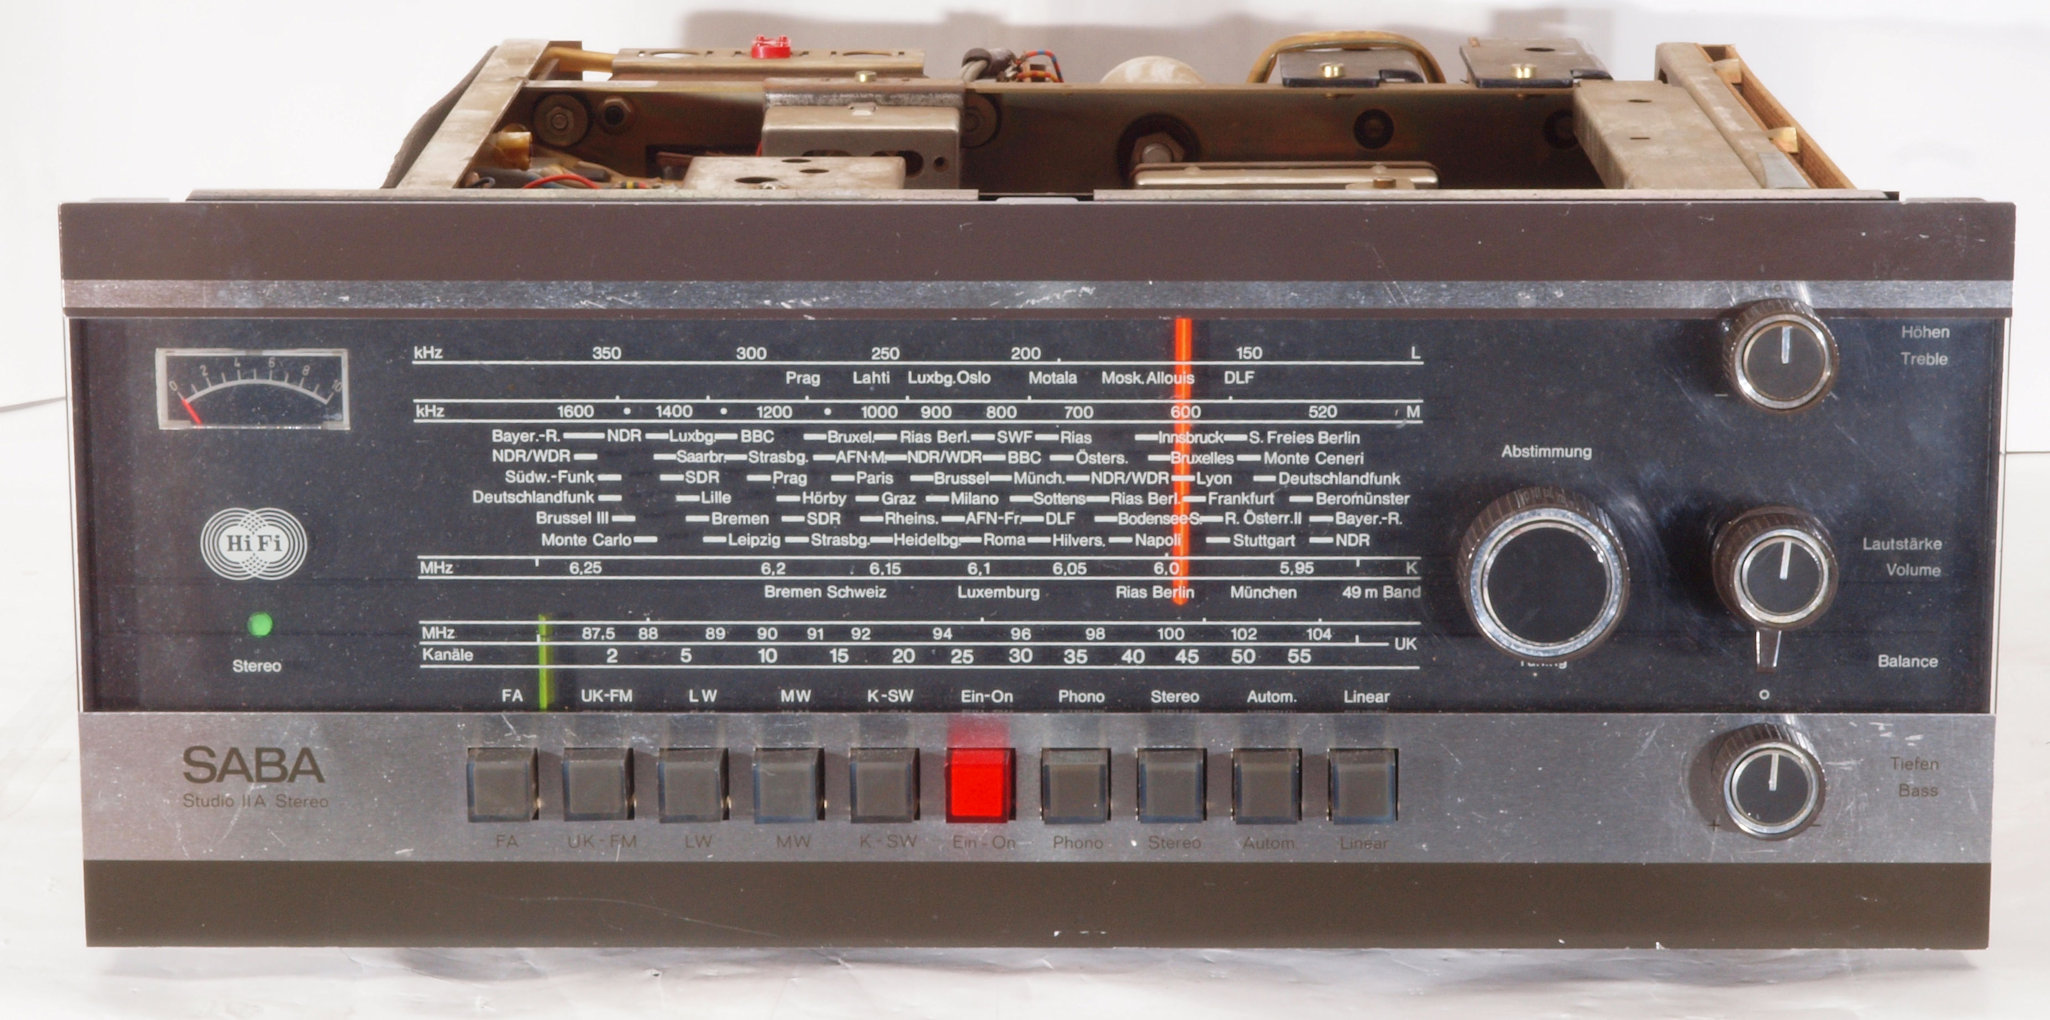 kHz 350 300 250 200 150 L
Prag Lahti Luxbg. Oslo Motala Mosk. Allouis DLF
kHz 1600 • 1400 • 1200 • 1000 900 800 700 600 520 M
Bayer.-R. NDR Luxbg. BBC Bruxel. Rias Berl. SWF Rias Innsbruck S. Freies Berlin
NDR/WDR Saarbr. Strasbg. AFN-M. NDR/WDR BBC Österr. Bruxelles Monte Ceneri
Südw.-Funk SDR Prag Paris Brussel Münch. NDR/WDR Lyon Deutschlandfunk
Deutschlandfunk Lille Hörby Graz Milano Sottens Rias Berl. Frankfurt Beromünster
Brussel III Bremen SDR Rheins. AFN-Fr. DLF Bodensee S. R. Österr. II Bayer.-R.
Monte Carlo Leipzig Strasbg. Heidelbg. Roma Hilvers. Napoli Stuttgart NDR
MHz 6,25 6,2 6,15 6,1 6,05 6,0 5,95 K
Bremen Schweiz Luxemburg Rias Berlin München 49 m Band
MHz 87,5 88 89 90 91 92 94 96 98 100 102 104
UK
Kanäle 2 5 10 15 20 25 30 35 40 45 50 55
FA UK-FM LW MW K-SW Ein-On Phono Stereo Autom. Linear
0 2 4 6 8 10
Hi Fi
Stereo
Abstimmung
Tuning
Höhen
Treble
Lautstärke
Volume
Balance
Tiefen
Bass
+ -
SABA
Studio II A Stereo
FA UK-FM LW MW K-SW Ein-On Phono Stereo Autom. Linear